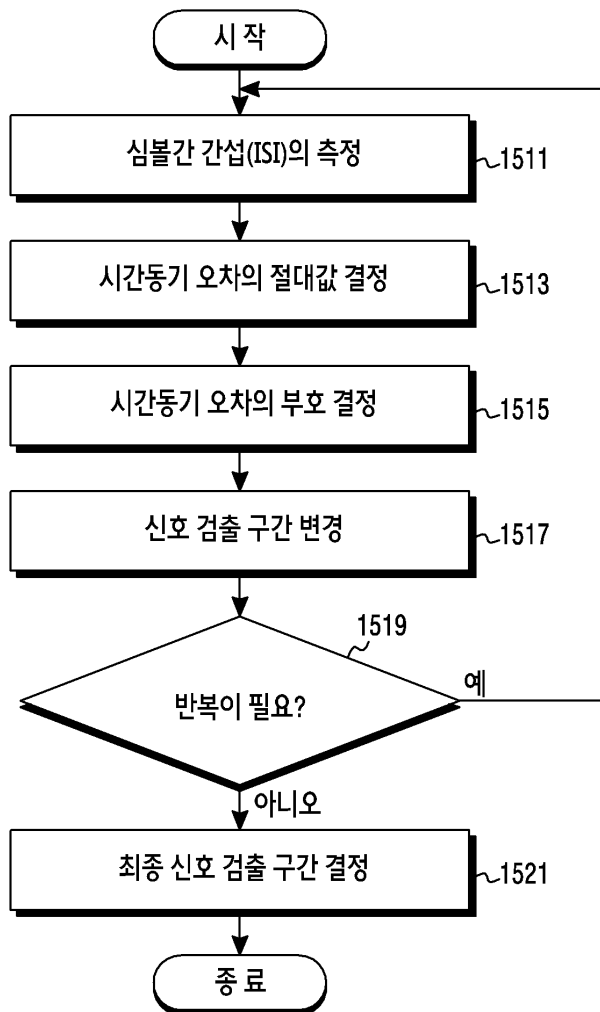 시 작
심볼간 간섭(ISI)의 측정
1511
시간동기 오차의 절대값 결정
1513
시간동기 오차의 부호 결정
1515
신호 검출 구간 변경
1517
1519
반복이 필요?
예
아니오
최종 신호 검출 구간 결정
1521
종 료